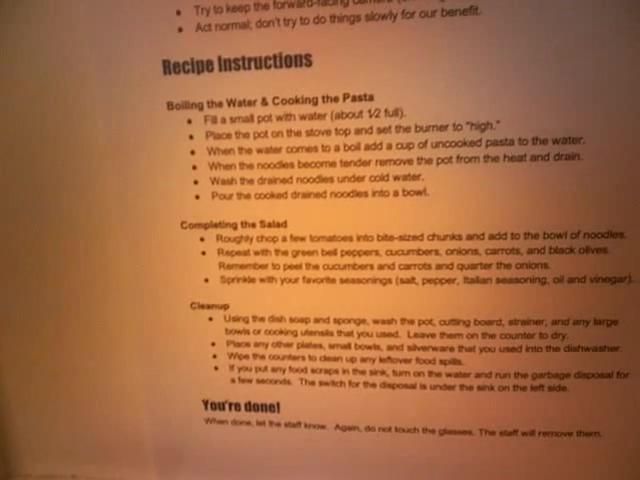 • Try to keep the forward-facing
• Act normal; don't try to do things slowly for our benefit.
Recipe Instructions
Boiling the Water & Cooking the Pasta
• Fill a small pot with water (about 1/2 full).
• Place the pot on the stove top and set the burner to "high."
• When the water comes to a boil add a cup of uncooked pasta to the water.
• When the noodles become tender remove the pot from the heat and drain.
• Wash the drained noodles under cold water.
• Pour the cooked drained noodles into a bowl.
Completing the Salad
• Roughly chop a few tomatoes into bite-sized chunks and add to the bowl of noodles.
• Repeat with the green bell peppers, cucumbers, onions, carrots, and black olives.
Remember to peel the cucumbers and carrots and quarter the onions.
• Sprinkle with your favorite seasonings (salt, pepper, Italian seasoning, oil and vinegar).
Cleanup
• Using the dish soap and sponge, wash the pot, cutting board, strainer, and any large
bowls or cooking utensils that you used. Leave them on the counter to dry.
• Place any other plates, small bowls, and silverware that you used into the dishwasher.
• Wipe the counters to clean up any leftover food spills.
• If you put any food scraps in the sink, turn on the water and run the garbage disposal for
a few seconds. The switch for the disposal is under the sink on the left side.
You're done!
When done, let the staff know. Again, do not touch the glasses. The staff will remove them.